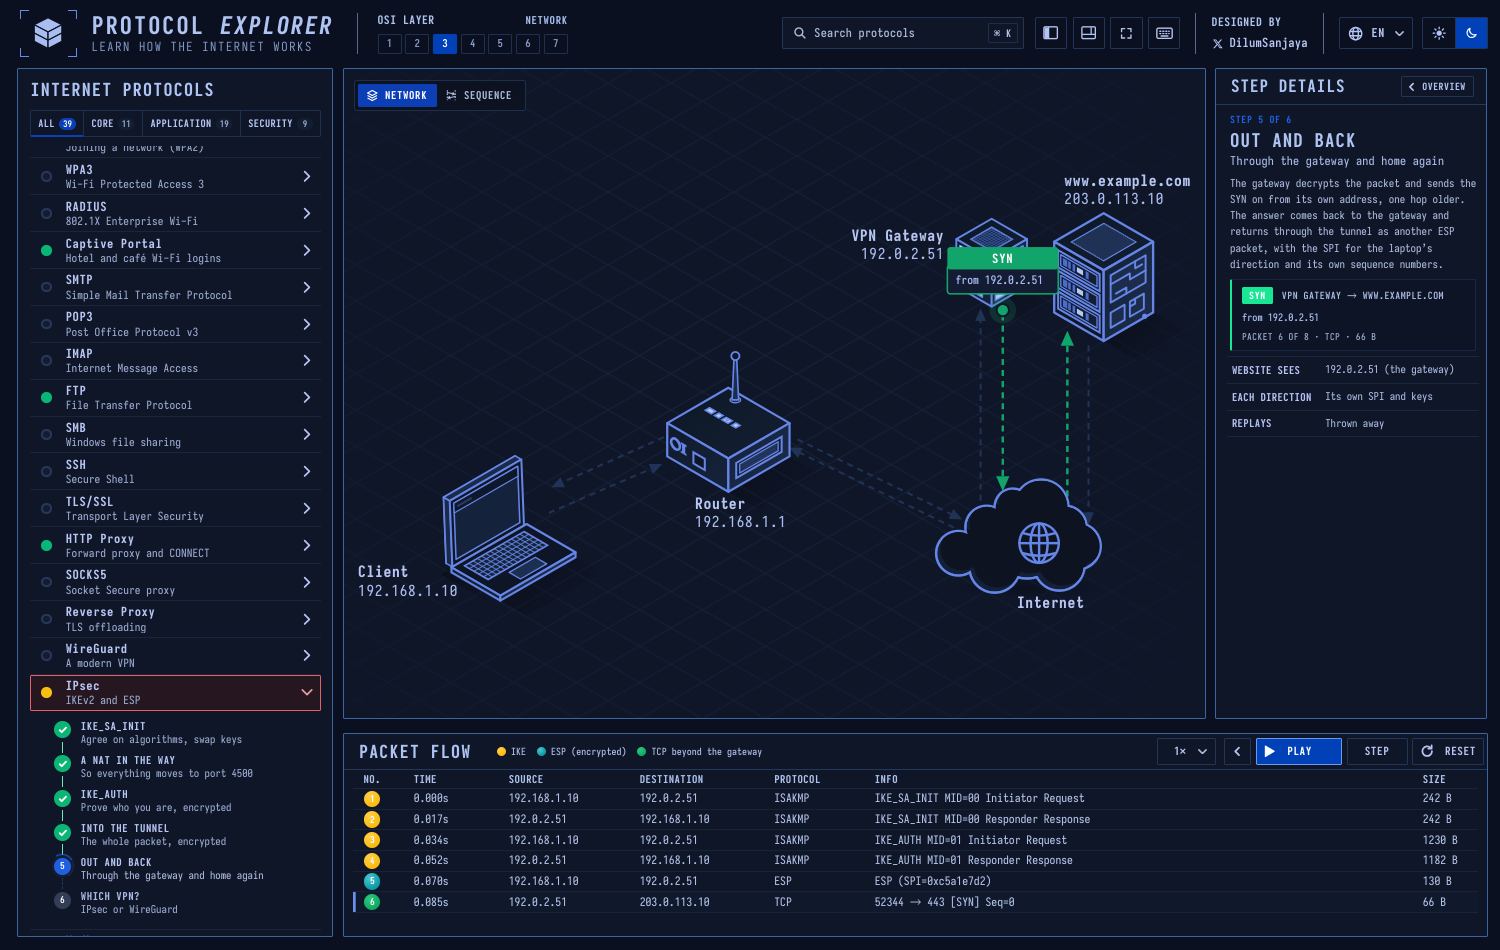 PROTOCOL EXPLORER
LEARN HOW THE INTERNET WORKS
OSI LAYER NETWORK
1 2 3 4 5 6 7
Search protocols ⌘ K
DESIGNED BY
DilumSanjaya
EN
INTERNET PROTOCOLS
ALL 39 CORE 11 APPLICATION 19 SECURITY 9
Joining a network (WPA2)
WPA3
Wi-Fi Protected Access 3
RADIUS
802.1X Enterprise Wi-Fi
Captive Portal
Hotel and café Wi-Fi logins
SMTP
Simple Mail Transfer Protocol
POP3
Post Office Protocol v3
IMAP
Internet Message Access
FTP
File Transfer Protocol
SMB
Windows file sharing
SSH
Secure Shell
TLS/SSL
Transport Layer Security
HTTP Proxy
Forward proxy and CONNECT
SOCKS5
Socket Secure proxy
Reverse Proxy
TLS offloading
WireGuard
A modern VPN
IPsec
IKEv2 and ESP
IKE_SA_INIT
Agree on algorithms, swap keys
A NAT IN THE WAY
So everything moves to port 4500
IKE_AUTH
Prove who you are, encrypted
INTO THE TUNNEL
The whole packet, encrypted
5 OUT AND BACK
Through the gateway and home again
6 WHICH VPN?
IPsec or WireGuard
NETWORK SEQUENCE
www.example.com
203.0.113.10
VPN Gateway
192.0.2.51
SYN
from 192.0.2.51
Router
192.168.1.1
Client
192.168.1.10
Internet
STEP DETAILS OVERVIEW
STEP 5 OF 6
OUT AND BACK
Through the gateway and home again
The gateway decrypts the packet and sends the
SYN on from its own address, one hop older.
The answer comes back to the gateway and
returns through the tunnel as another ESP
packet, with the SPI for the laptop's
direction and its own sequence numbers.
SYN VPN GATEWAY → WWW.EXAMPLE.COM
from 192.0.2.51
PACKET 6 OF 8 · TCP · 66 B
WEBSITE SEES 192.0.2.51 (the gateway)
EACH DIRECTION Its own SPI and keys
REPLAYS Thrown away
PACKET FLOW IKE ESP (encrypted) TCP beyond the gateway 1× PLAY STEP RESET
NO. TIME SOURCE DESTINATION PROTOCOL INFO SIZE
1 0.000s 192.168.1.10 192.0.2.51 ISAKMP IKE_SA_INIT MID=00 Initiator Request 242 B
2 0.017s 192.0.2.51 192.168.1.10 ISAKMP IKE_SA_INIT MID=00 Responder Response 242 B
3 0.034s 192.168.1.10 192.0.2.51 ISAKMP IKE_AUTH MID=01 Initiator Request 1230 B
4 0.052s 192.0.2.51 192.168.1.10 ISAKMP IKE_AUTH MID=01 Responder Response 1182 B
5 0.070s 192.168.1.10 192.0.2.51 ESP ESP (SPI=0xc5a1e7d2) 130 B
6 0.085s 192.0.2.51 203.0.113.10 TCP 52344 → 443 [SYN] Seq=0 66 B